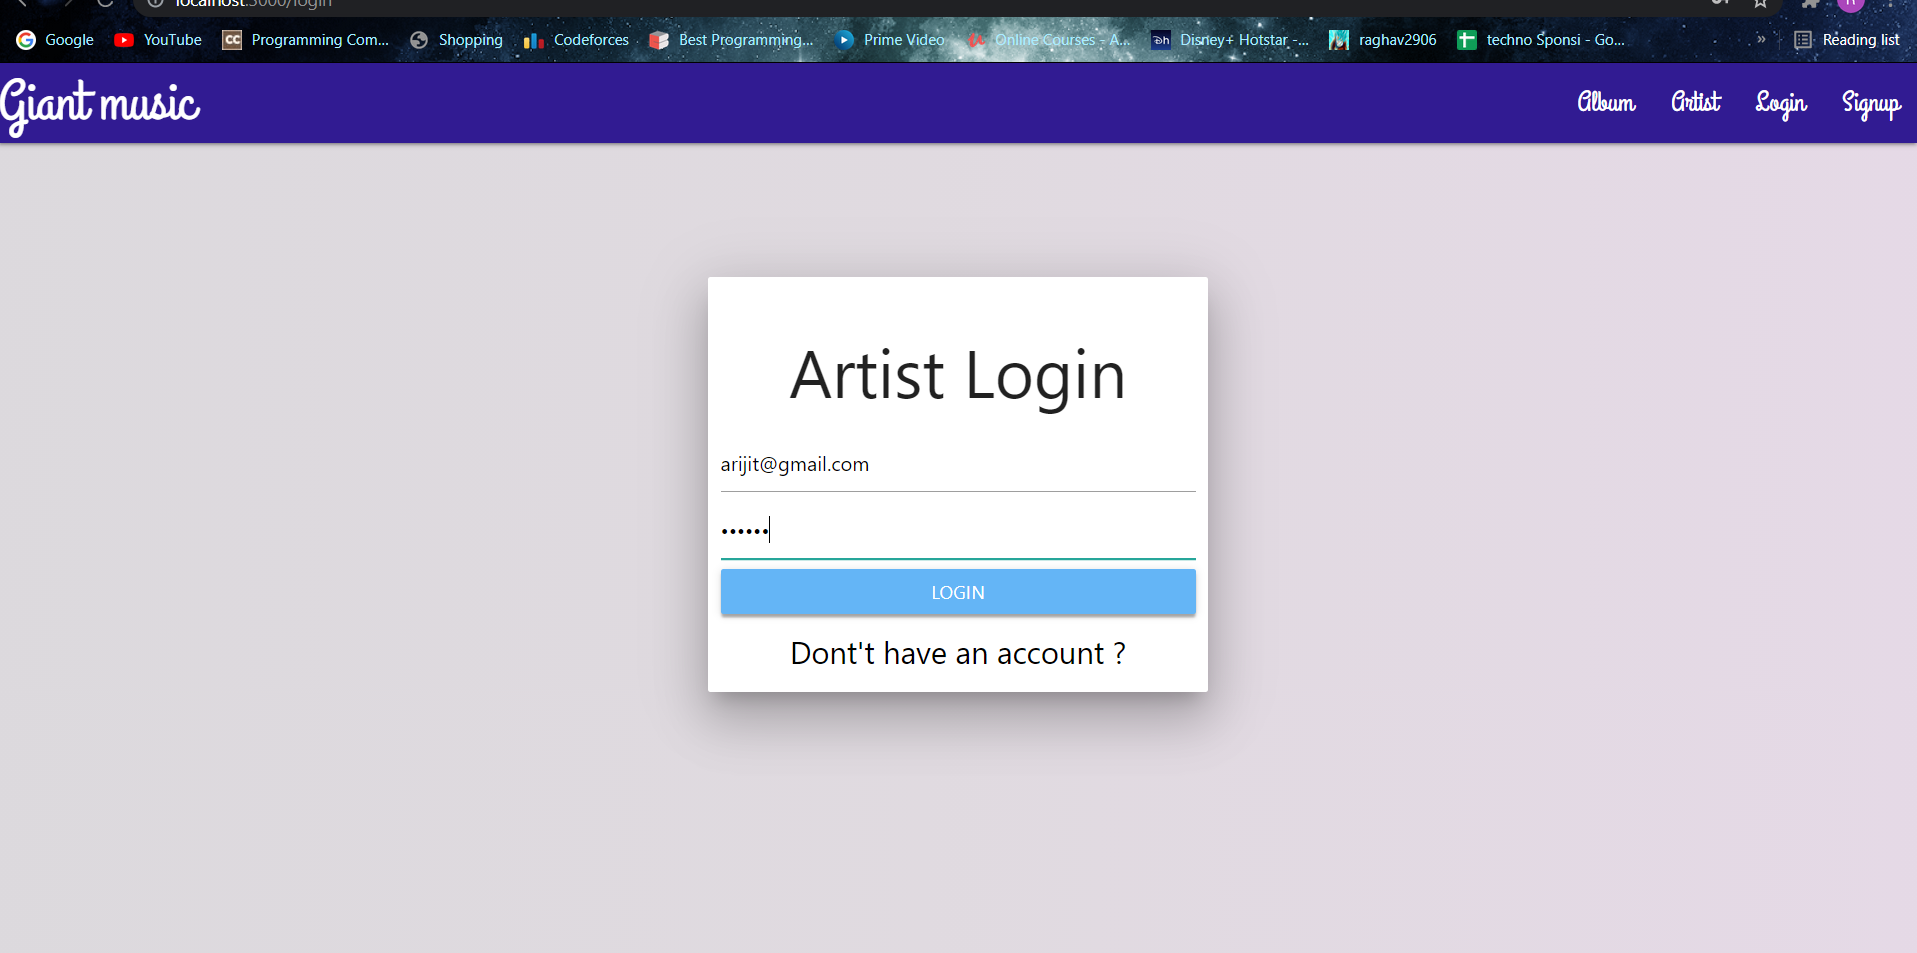 localhost:3000/login
Google YouTube Programming Com... Shopping Codeforces Best Programming... Prime Video Online Courses - A... Disney+ Hotstar -... raghav2906 techno Sponsi - Go... » Reading list
Giant music Album Artist Login Signup
Artist Login
arijit@gmail.com
••••••
LOGIN
Dont't have an account ?